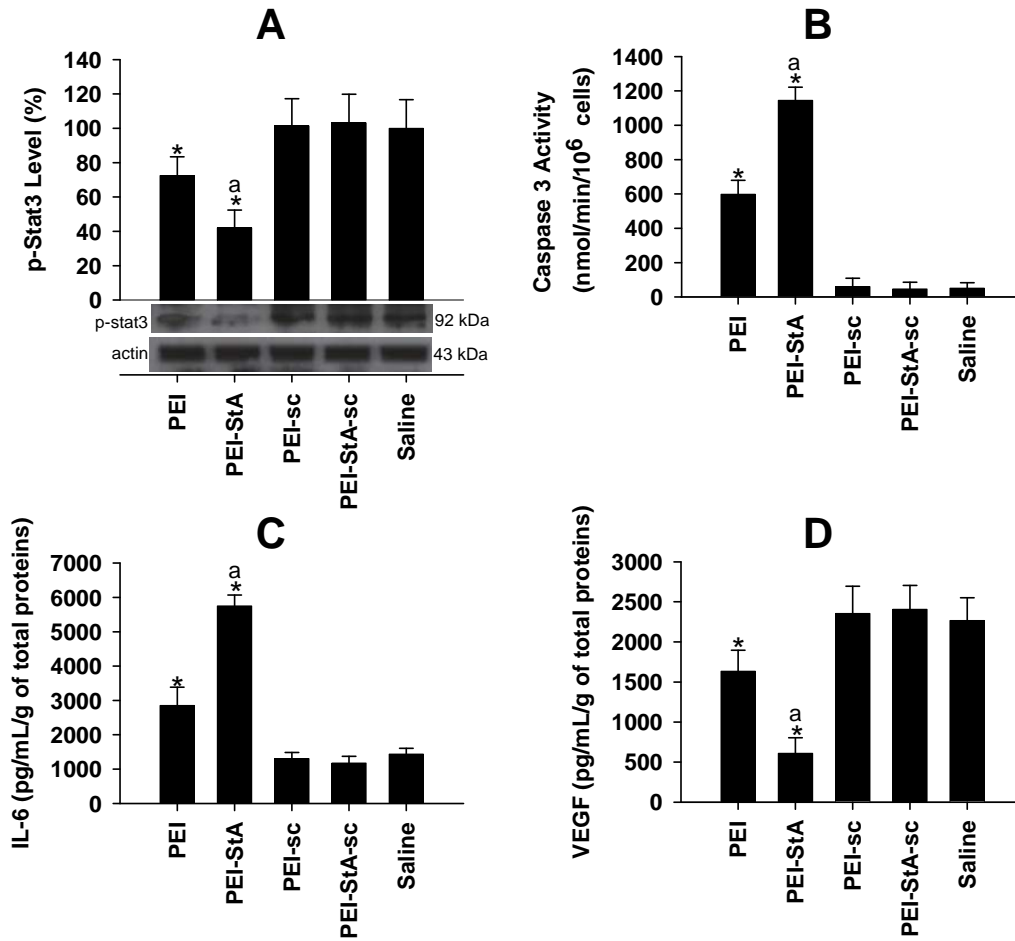 A
p-Stat3 Level (%)
140
120
100
80
60
40
20
0
*
a
*
p-stat3
92 kDa
actin
43 kDa
PEI
PEI-StA
PEI-sc
PEI-StA-sc
Saline
B
Caspase 3 Activity
(nmol/min/10⁶ cells)
1400
1200
1000
800
600
400
200
0
*
a
*
PEI
PEI-StA
PEI-sc
PEI-StA-sc
Saline
C
IL-6 (pg/mL/g of total proteins)
7000
6000
5000
4000
3000
2000
1000
0
*
a
*
PEI
PEI-StA
PEI-sc
PEI-StA-sc
Saline
D
VEGF (pg/mL/g of total proteins)
3000
2500
2000
1500
1000
500
0
*
a
*
PEI
PEI-StA
PEI-sc
PEI-StA-sc
Saline